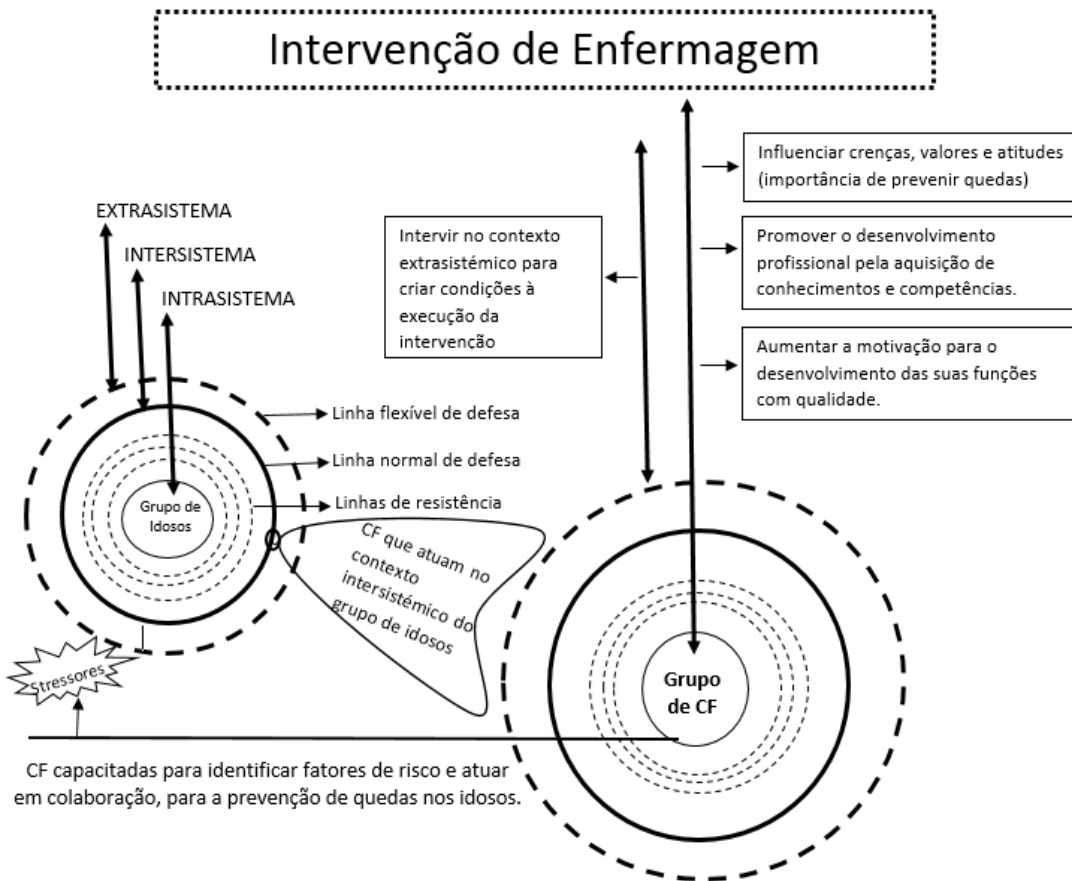 Intervenção de Enfermagem
Influenciar crenças, valores e atitudes
(importância de prevenir quedas)
EXTRASISTEMA
INTERSISTEMA
INTRASISTEMA
Intervir no contexto
extrasistémico para
criar condições à
execução da
intervenção
Promover o desenvolvimento
profissional pela aquisição de
conhecimentos e competências.
Aumentar a motivação para o
desenvolvimento das suas funções
com qualidade.
Linha flexível de defesa
Linha normal de defesa
Linhas de resistência
Grupo de
Idosos
CF que atuam no
contexto
intersistémico do
grupo de idosos
Stressores
Grupo
de CF
CF capacitadas para identificar fatores de risco e atuar
em colaboração, para a prevenção de quedas nos idosos.